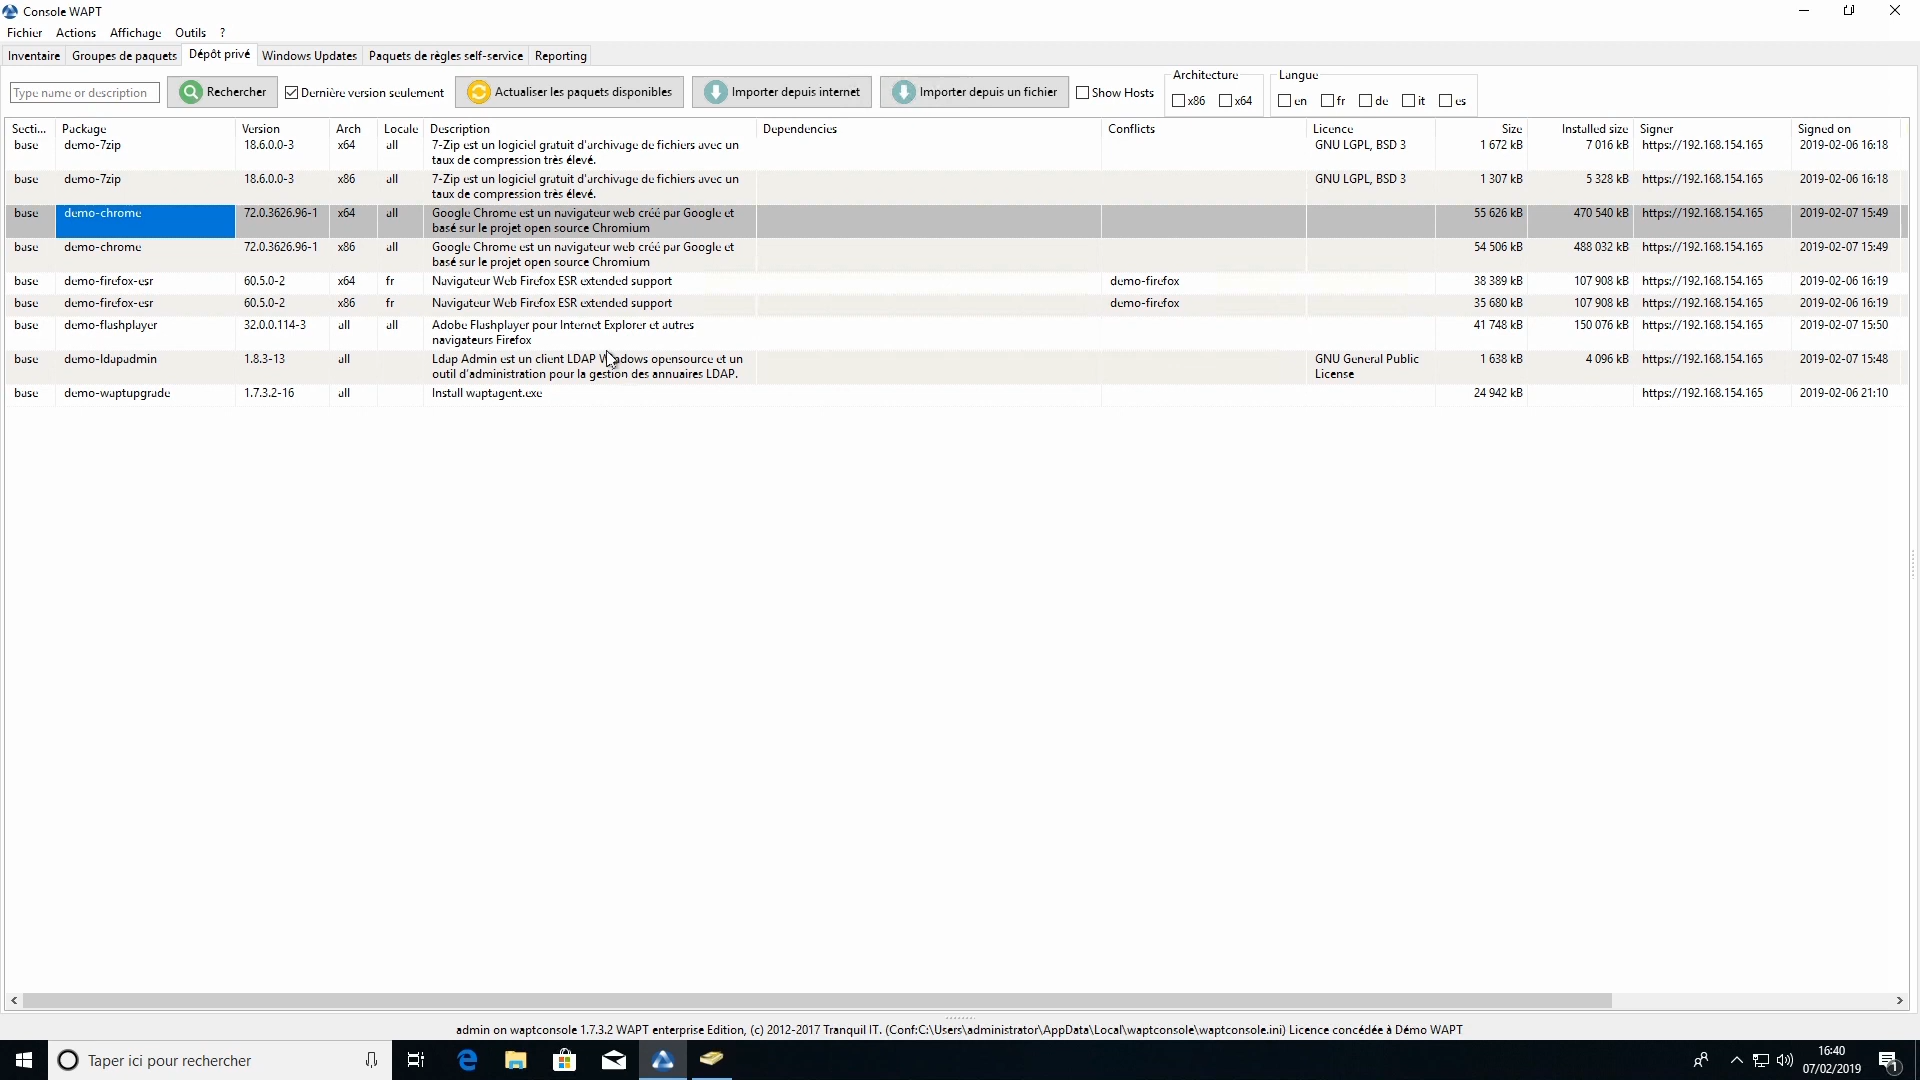 Console WAPT
Fichier Actions Affichage Outils ?
Inventaire Groupes de paquets Dépôt privé Windows Updates Paquets de règles self-service Reporting
Architecture Langue
Type name or description Rechercher Dernière version seulement Actualiser les paquets disponibles Importer depuis internet Importer depuis un fichier Show Hosts x86 x64 en fr de it es
Secti... Package Version Arch Locale Description Dependencies Conflicts Licence Size Installed size Signer Signed on
base demo-7zip 18.6.0.0-3 x64 all 7-Zip est un logiciel gratuit d'archivage de fichiers avec un GNU LGPL, BSD 3 1 672 kB 7 016 kB https://192.168.154.165 2019-02-06 16:18
taux de compression très élevé.
base demo-7zip 18.6.0.0-3 x86 all 7-Zip est un logiciel gratuit d'archivage de fichiers avec un GNU LGPL, BSD 3 1 307 kB 5 328 kB https://192.168.154.165 2019-02-06 16:18
taux de compression très élevé.
base demo-chrome 72.0.3626.96-1 x64 all Google Chrome est un navigateur web créé par Google et 55 626 kB 470 540 kB https://192.168.154.165 2019-02-07 15:49
basé sur le projet open source Chromium
base demo-chrome 72.0.3626.96-1 x86 all Google Chrome est un navigateur web créé par Google et 54 506 kB 488 032 kB https://192.168.154.165 2019-02-07 15:49
basé sur le projet open source Chromium
base demo-firefox-esr 60.5.0-2 x64 fr Navigateur Web Firefox ESR extended support demo-firefox 38 389 kB 107 908 kB https://192.168.154.165 2019-02-06 16:19
base demo-firefox-esr 60.5.0-2 x86 fr Navigateur Web Firefox ESR extended support demo-firefox 35 680 kB 107 908 kB https://192.168.154.165 2019-02-06 16:19
base demo-flashplayer 32.0.0.114-3 all all Adobe Flashplayer pour Internet Explorer et autres 41 748 kB 150 076 kB https://192.168.154.165 2019-02-07 15:50
navigateurs Firefox
base demo-ldapadmin 1.8.3-13 all Ldap Admin est un client LDAP Windows opensource et un GNU General Public 1 638 kB 4 096 kB https://192.168.154.165 2019-02-07 15:48
outil d'administration pour la gestion des annuaires LDAP. License
base demo-waptupgrade 1.7.3.2-16 all Install waptagent.exe 24 942 kB https://192.168.154.165 2019-02-06 21:10
admin on waptconsole 1.7.3.2 WAPT enterprise Edition, (c) 2012-2017 Tranquil IT. (Conf:C:\Users\administrator\AppData\Local\waptconsole\waptconsole.ini) Licence concédée à Démo WAPT
Taper ici pour rechercher
16:40
07/02/2019
1